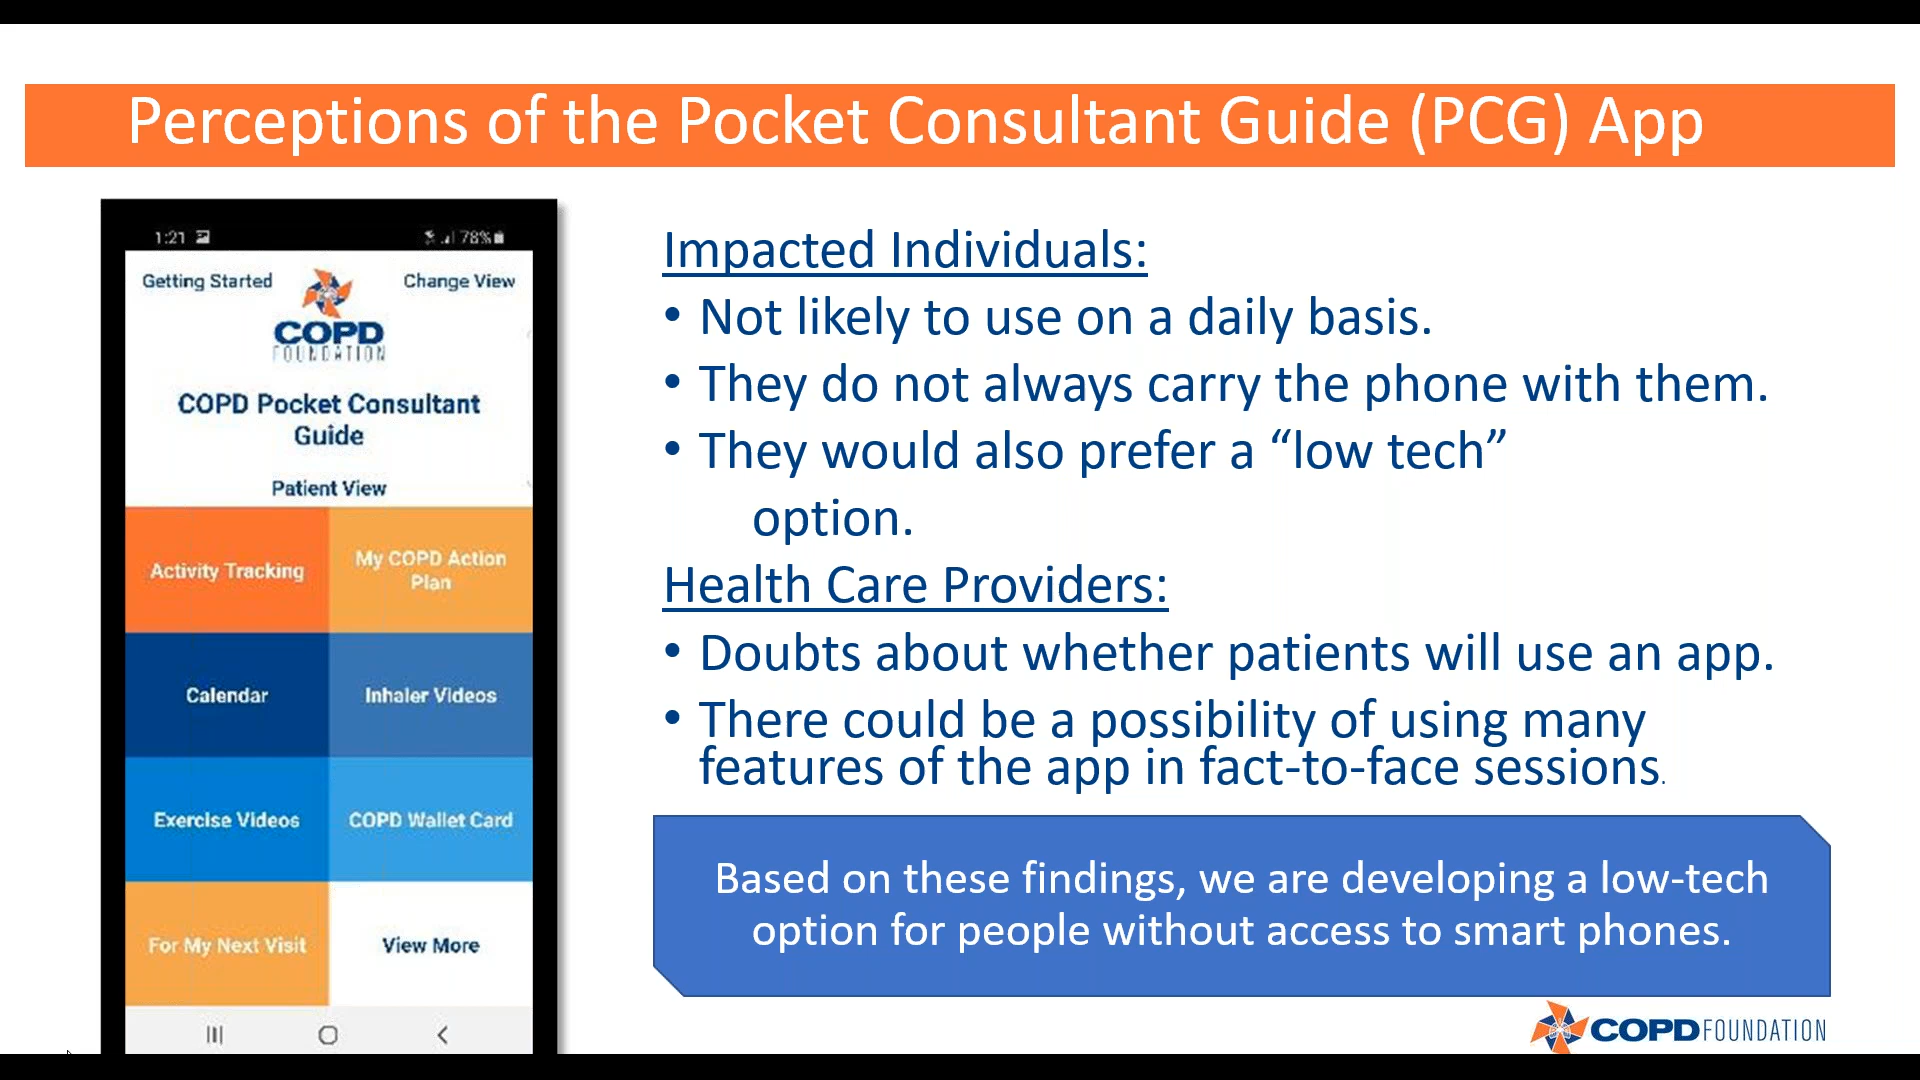 Perceptions of the Pocket Consultant Guide (PCG) App
1:21
78%
Getting Started
Change View
COPD
FOUNDATION
COPD Pocket Consultant
Guide
Patient View
Activity Tracking
My COPD Action
Plan
Calendar
Inhaler Videos
Exercise Videos
COPD Wallet Card
For My Next Visit
View More
Impacted Individuals:
• Not likely to use on a daily basis.
• They do not always carry the phone with them.
• They would also prefer a “low tech”
option.
Health Care Providers:
• Doubts about whether patients will use an app.
• There could be a possibility of using many
features of the app in fact-to-face sessions.
Based on these findings, we are developing a low-tech
option for people without access to smart phones.
COPD FOUNDATION